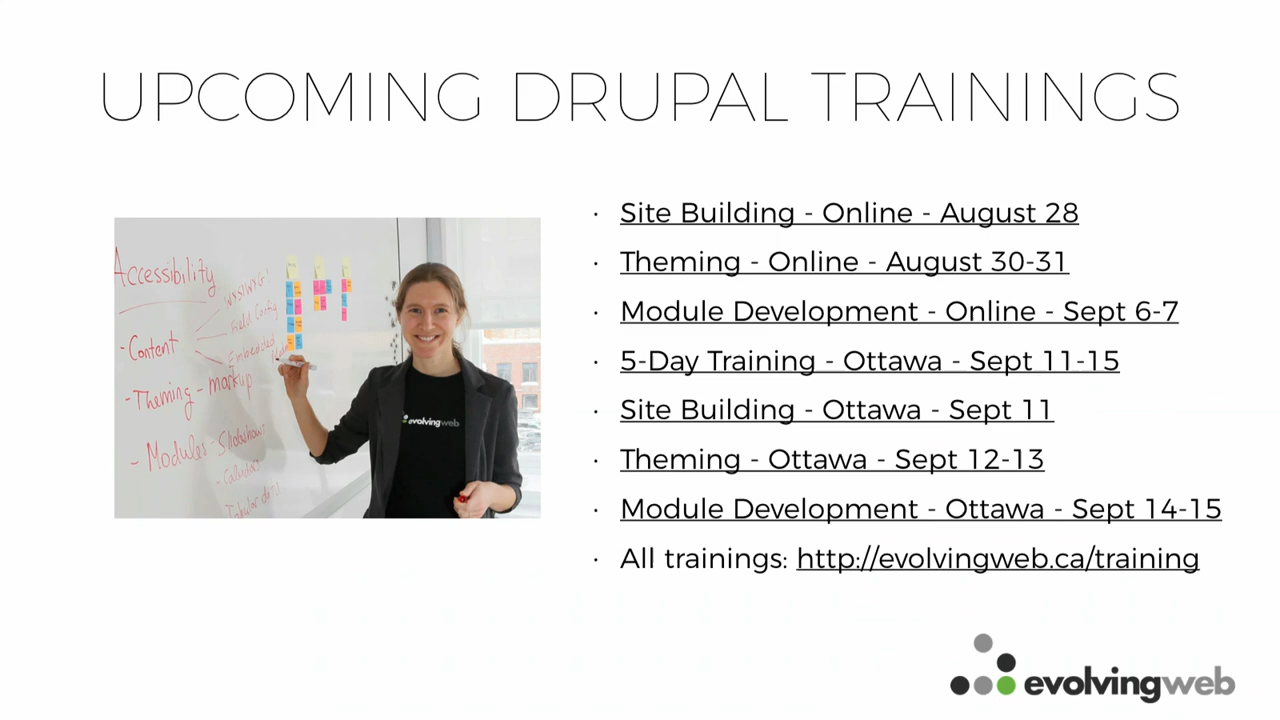 UPCOMING DRUPAL TRAININGS
· Site Building - Online - August 28
· Theming - Online - August 30-31
· Module Development - Online - Sept 6-7
· 5-Day Training - Ottawa - Sept 11-15
· Site Building - Ottawa - Sept 11
· Theming - Ottawa - Sept 12-13
· Module Development - Ottawa - Sept 14-15
· All trainings: http://evolvingweb.ca/training
Accessibility
WYSIWYG!
- Content
Field Config
Embedded
- Theming - markup
- Modules - Slideshow
evolvingweb
evolvingweb